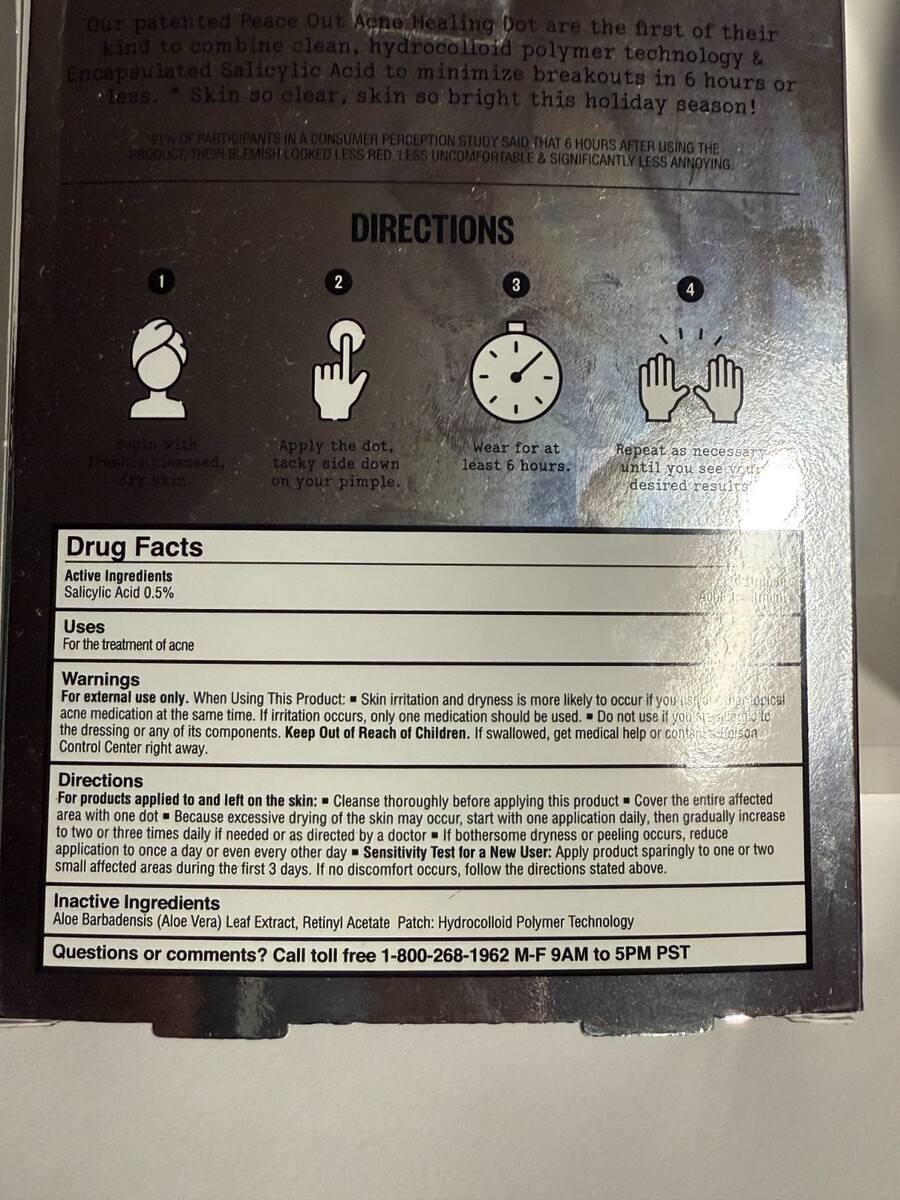 Our patented Peace Out Acne Healing Dot are the first of their
kind to combine clean, hydrocolloid polymer technology &
Encapsulated Salicylic Acid to minimize breakouts in 6 hours or
less. * Skin so clear, skin so bright this holiday season!
*91% OF PARTICIPANTS IN A CONSUMER PERCEPTION STUDY SAID THAT 6 HOURS AFTER USING THE
PRODUCT, THEIR BLEMISH LOOKED LESS RED, LESS UNCOMFORTABLE & SIGNIFICANTLY LESS ANNOYING.
DIRECTIONS
1
2
3
4
Begin with
freshly cleansed,
dry skin.
Apply the dot,
tacky side down
on your pimple.
Wear for at
least 6 hours.
Repeat as necessary
until you see your
desired results
Drug Facts
Active Ingredients
Salicylic Acid 0.5%
Uses
For the treatment of acne
Warnings
For external use only. When Using This Product: ▪ Skin irritation and dryness is more likely to occur if you topical
acne medication at the same time. If irritation occurs, only one medication should be used. ▪ Do not use if you to
the dressing or any of its components. Keep Out of Reach of Children. If swallowed, get medical help or contact Poison
Control Center right away.
Directions
For products applied to and left on the skin: ▪ Cleanse thoroughly before applying this product ▪ Cover the entire affected
area with one dot ▪ Because excessive drying of the skin may occur, start with one application daily, then gradually increase
to two or three times daily if needed or as directed by a doctor ▪ If bothersome dryness or peeling occurs, reduce
application to once a day or even every other day ▪ Sensitivity Test for a New User: Apply product sparingly to one or two
small affected areas during the first 3 days. If no discomfort occurs, follow the directions stated above.
Inactive Ingredients
Aloe Barbadensis (Aloe Vera) Leaf Extract, Retinyl Acetate Patch: Hydrocolloid Polymer Technology
Questions or comments? Call toll free 1-800-268-1962 M-F 9AM to 5PM PST